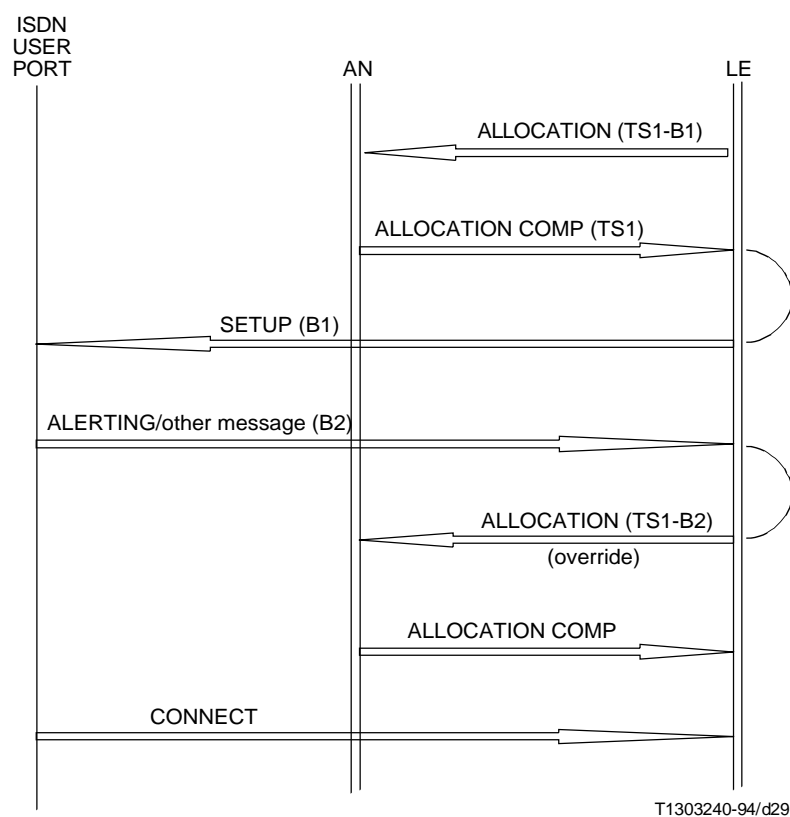 ISDN
USER
PORT
AN
LE
ALLOCATION (TS1-B1)
ALLOCATION COMP (TS1)
SETUP (B1)
ALERTING/other message (B2)
ALLOCATION (TS1-B2)
(override)
ALLOCATION COMP
CONNECT
T1303240-94/d29